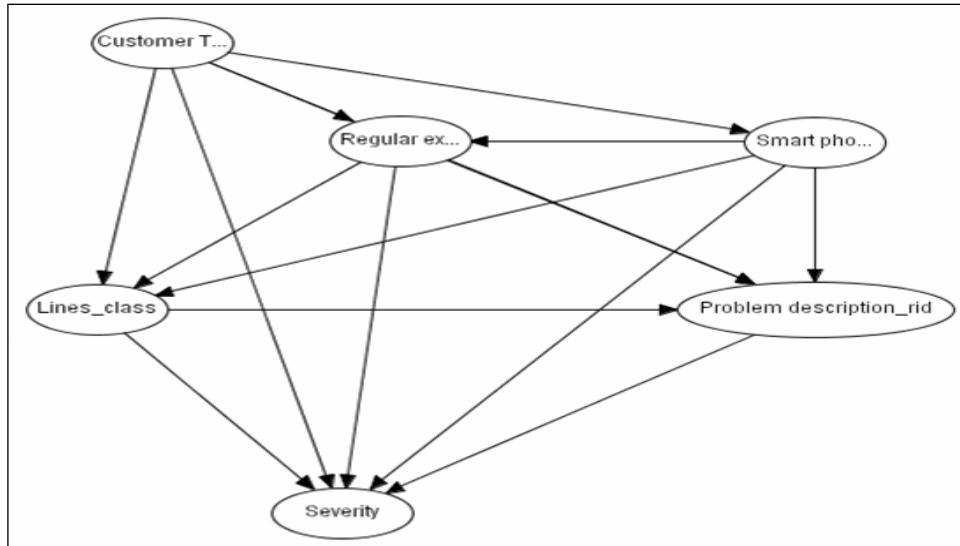 Customer T...
Regular ex...
Smart pho...
Lines_class
Problem description_rid
Severity